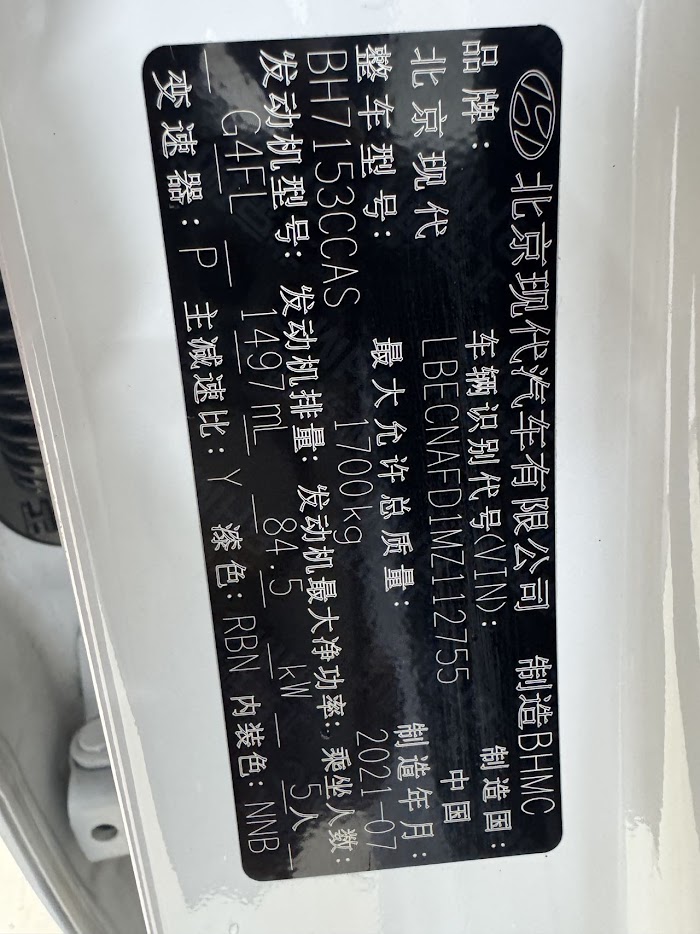 北京现代汽车有限公司 制造BHMC
品牌: 车辆识别代号(VIN): 制造国:
北京现代 LBECNAFD1MZ112755 中国
整车型号: 最大允许总质量: 制造年月:
BH7153CCAS 1700kg 2021-07
发动机型号: 发动机排量: 发动机最大净功率: 乘坐人数:
G4FL 1497mL 84.5 kW 5人
变速器: P 主减速比: Y 漆色: RBN 内装色: NNB